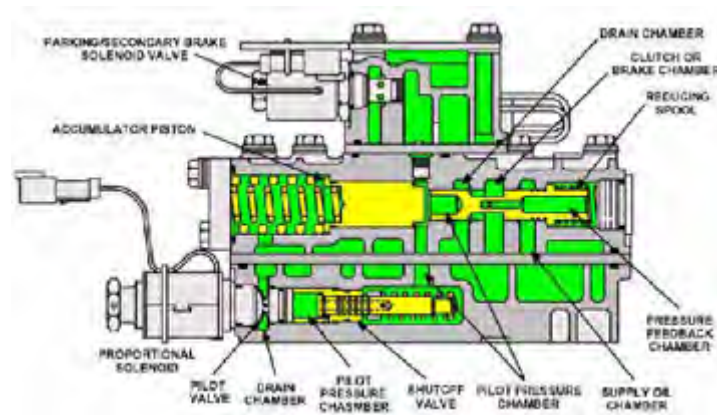 PARKING/SECONDARY BRAKE
SOLENOID VALVE
DRAIN CHAMBER
CLUTCH OR
BRAKE CHAMBER
REDUCING
SPOOL
ACCUMULATOR PISTON
PROPORTIONAL
SOLENOID
PILOT
VALVE
DRAIN
CHAMBER
PILOT
PRESSURE
CHASMBER
SHUTOFF
VALVE
PILOT PRESSURE
CHAMBER
SUPPLY OIL
CHAMBER
PRESSURE
FEEDBACK
CHAMBER